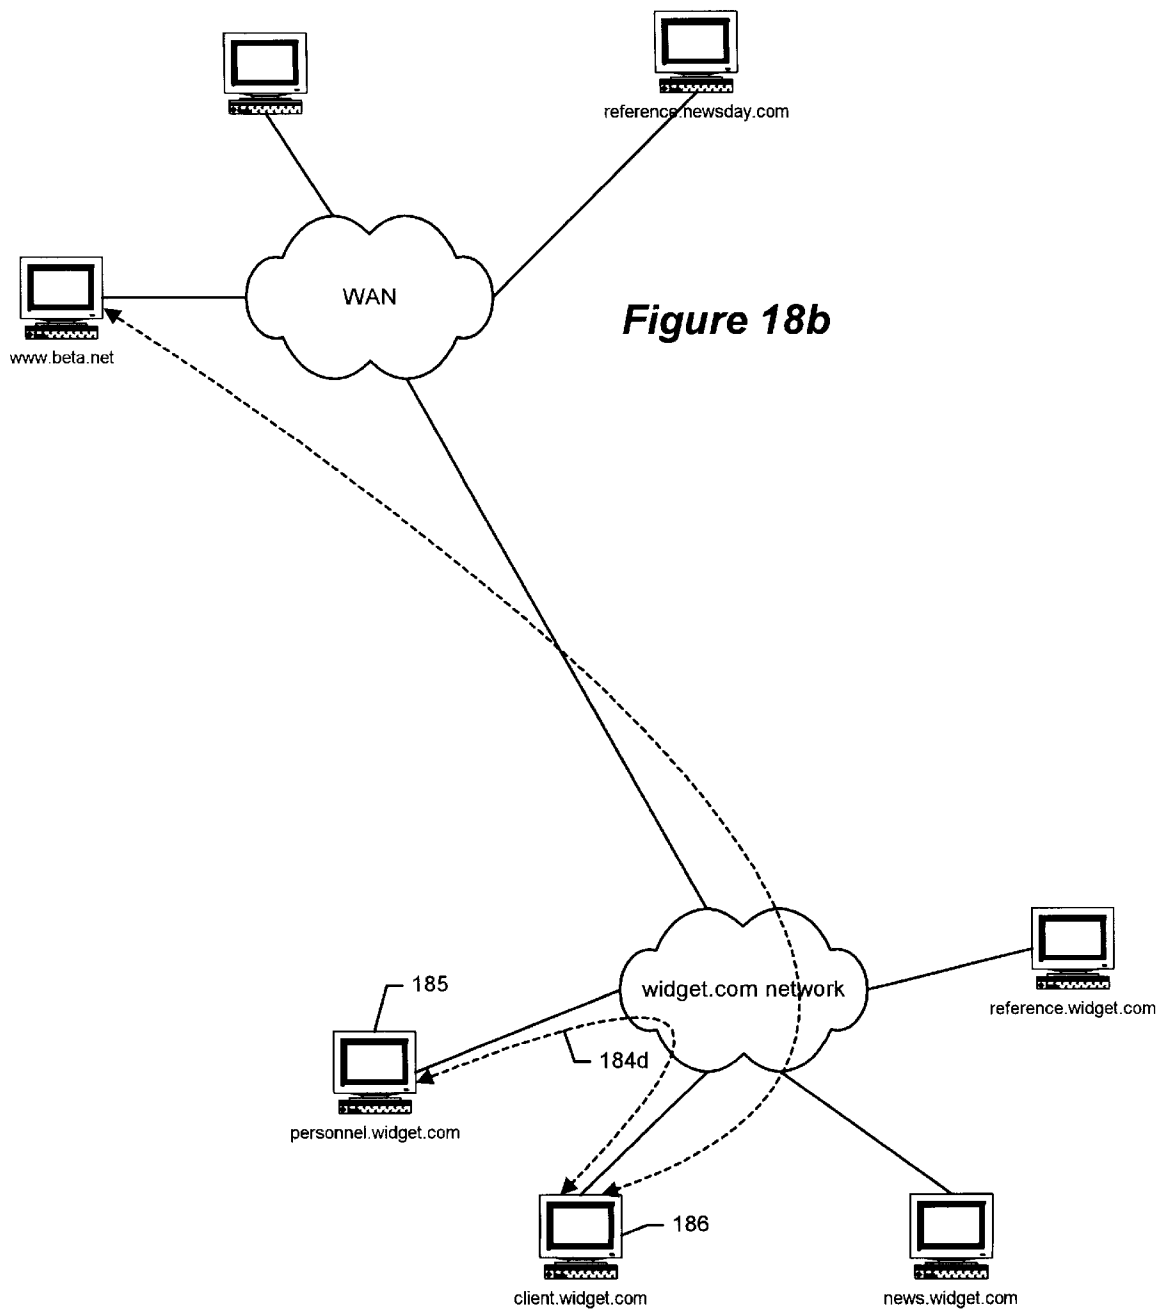 reference.newsday.com
WAN
Figure 18b
www.beta.net
widget.com network
reference.widget.com
185
184d
personnel.widget.com
186
client.widget.com
news.widget.com